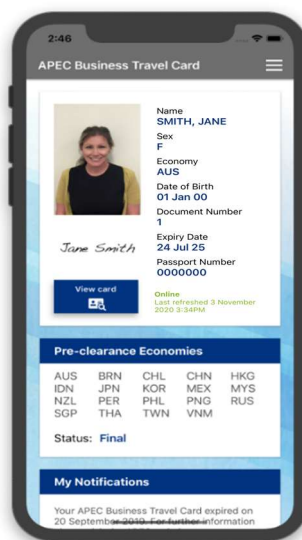 2:46
APEC Business Travel Card
Name
SMITH, JANE
Sex
F
Economy
AUS
Date of Birth
01 Jan 00
Document Number
1
Expiry Date
24 Jul 25
Passport Number
0000000
Jane Smith
View card
Online
Last refreshed 3 November
2020 3:34PM
Pre-clearance Economies
AUS BRN CHL CHN HKG
IDN JPN KOR MEX MYS
NZL PER PHL PNG RUS
SGP THA TWN VNM
Status: Final
My Notifications
Your APEC Business Travel Card expired on
20 September 2019. For further information